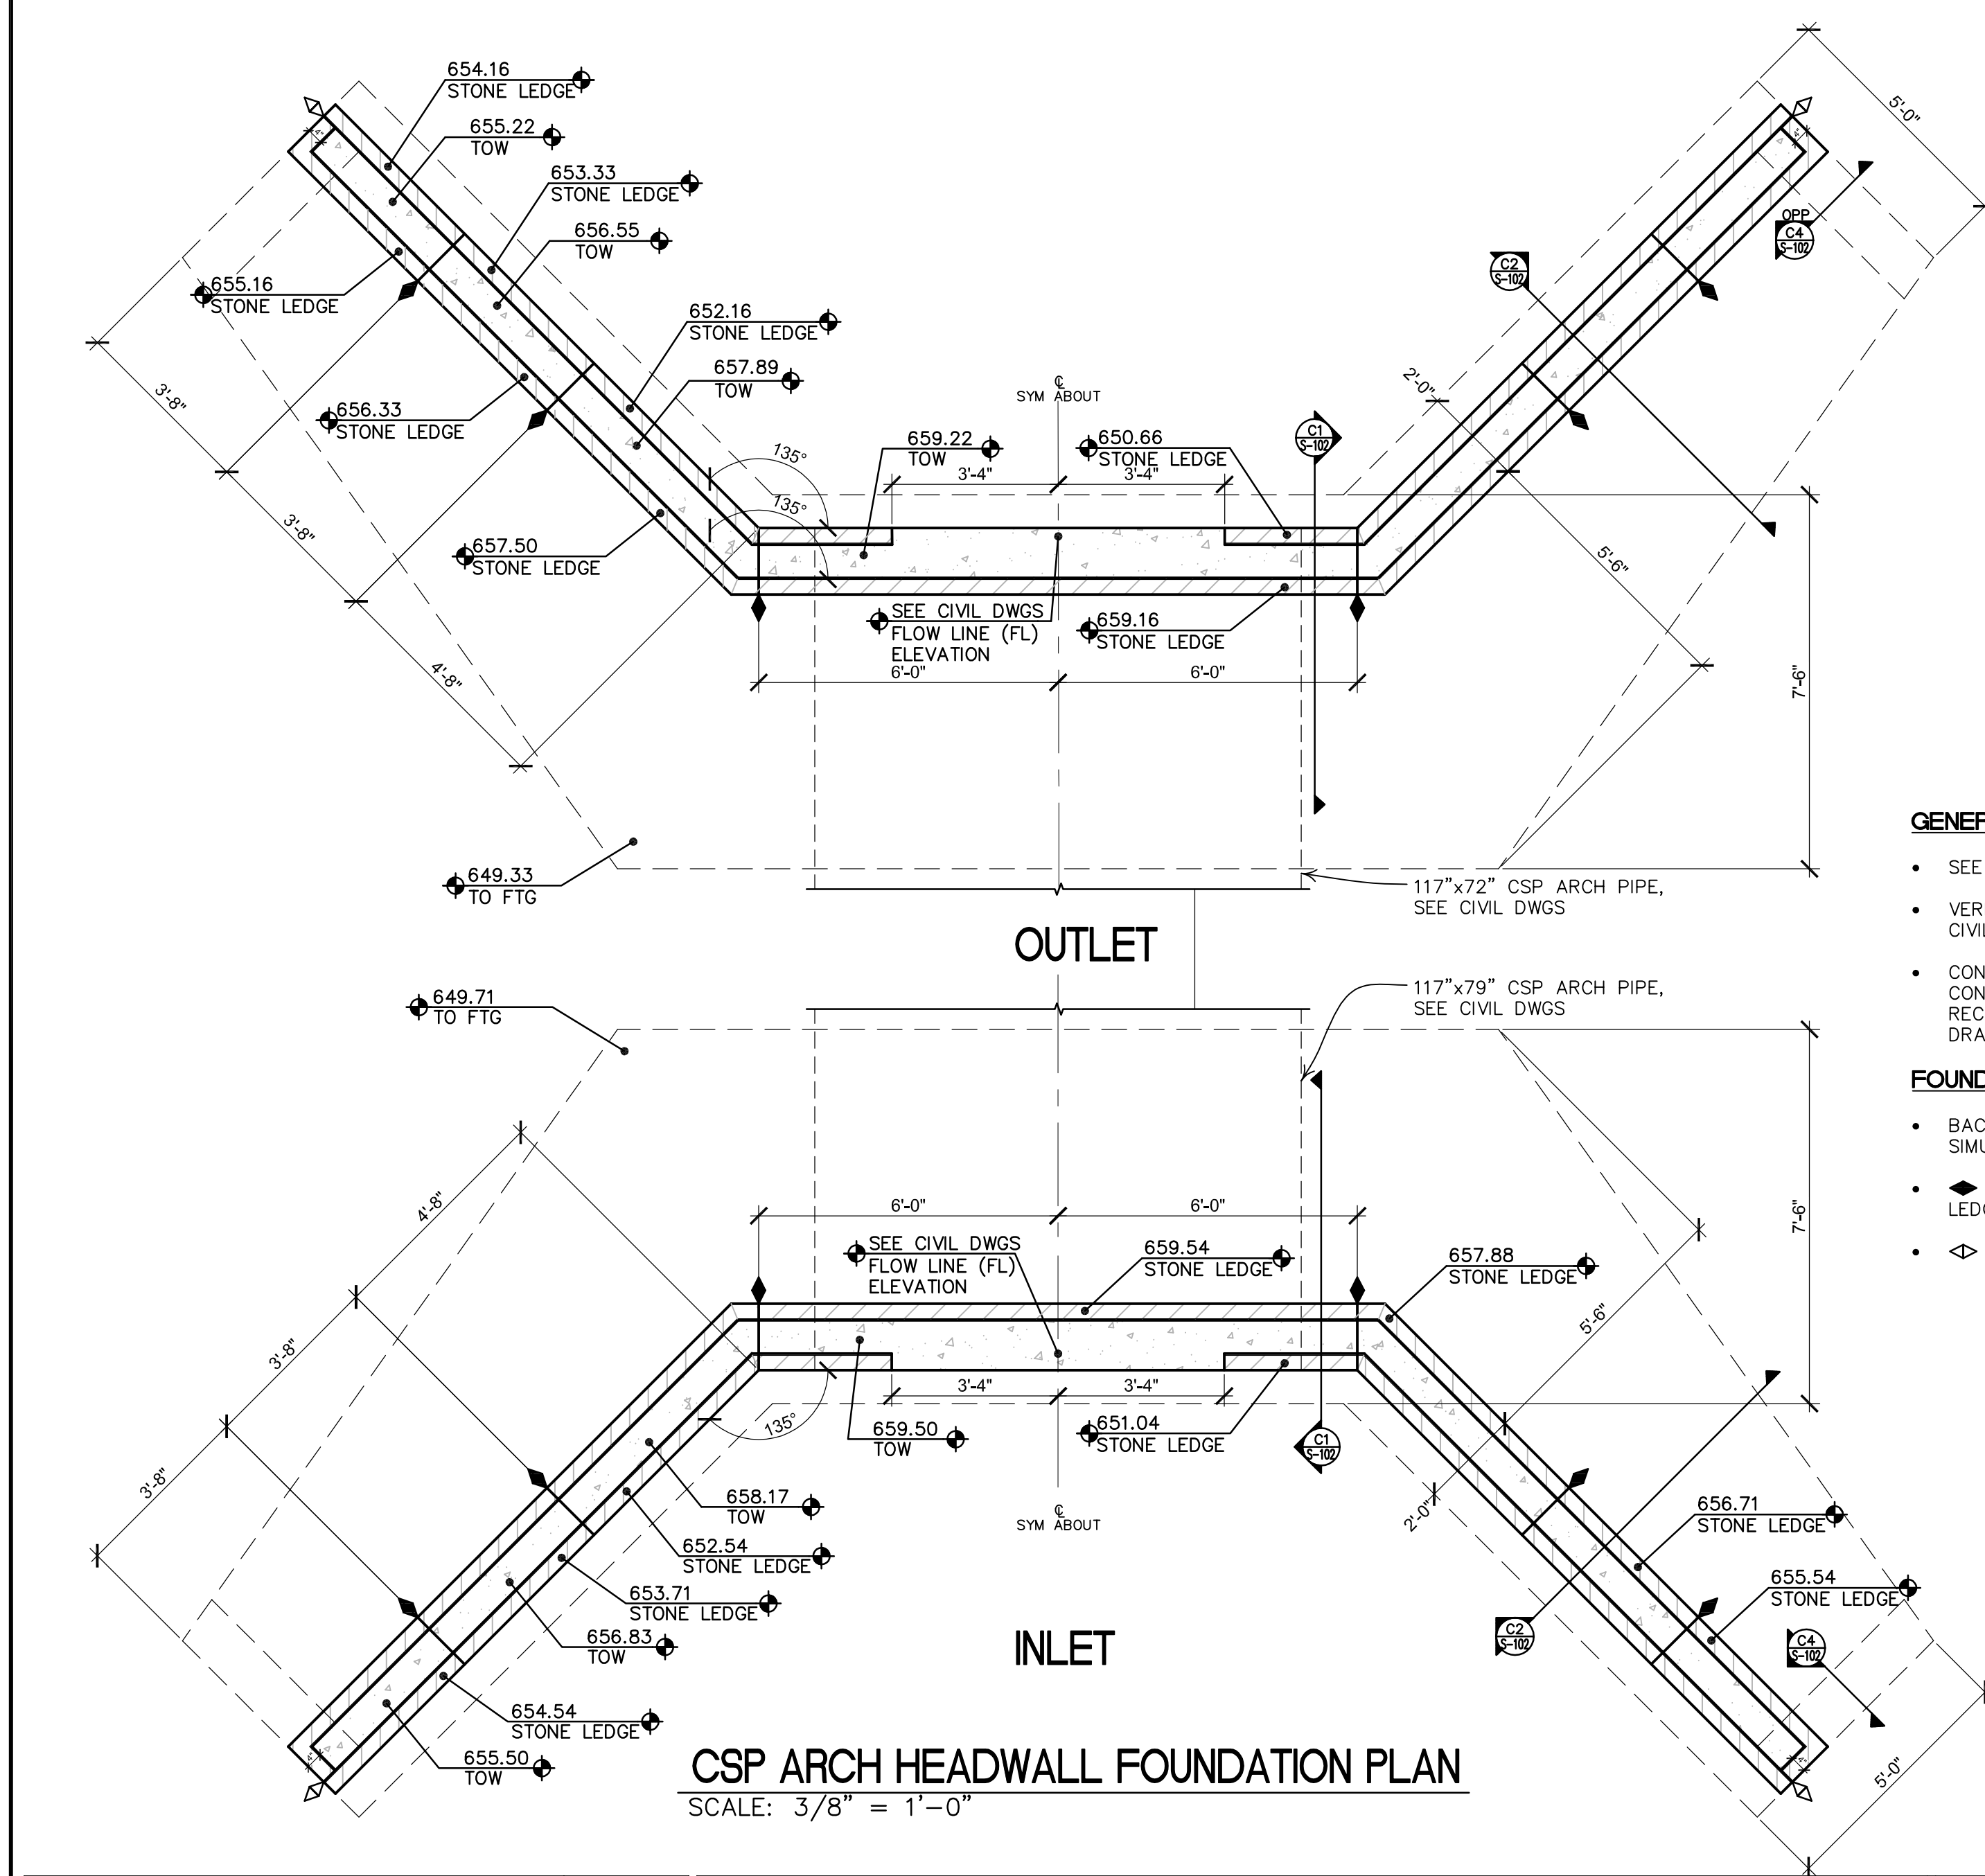 654.16
STONE LEDGE
655.22
TOW
653.33
STONE LEDGE
656.55
TOW
655.16
STONE LEDGE
652.16
STONE LEDGE
657.89
TOW
656.33
STONE LEDGE
657.50
STONE LEDGE
4"
3'-8"
3'-8"
4'-8"
135°
135°
℄
SYM ABOUT
659.22
TOW
650.66
STONE LEDGE
3'-4"
3'-4"
SEE CIVIL DWGS
FLOW LINE (FL)
ELEVATION
659.16
STONE LEDGE
6'-0"
6'-0"
C1
S-102
C2
S-102
OPP
C4
S-102
4"
5'-0"
2'-0"
5'-6"
7'-6"
649.33
TO FTG
117"x72" CSP ARCH PIPE,
SEE CIVIL DWGS
OUTLET
649.71
TO FTG
117"x79" CSP ARCH PIPE,
SEE CIVIL DWGS
4'-8"
3'-8"
3'-8"
6'-0"
6'-0"
SEE CIVIL DWGS
FLOW LINE (FL)
ELEVATION
659.54
STONE LEDGE
657.88
STONE LEDGE
5'-6"
7'-6"
135°
3'-4"
3'-4"
659.50
TOW
651.04
STONE LEDGE
C1
S-102
2'-0"
658.17
TOW
652.54
STONE LEDGE
653.71
STONE LEDGE
656.83
TOW
654.54
STONE LEDGE
655.50
TOW
4"
℄
SYM ABOUT
656.71
STONE LEDGE
655.54
STONE LEDGE
C2
S-102
C4
S-102
4"
5'-0"
INLET
CSP ARCH HEADWALL FOUNDATION PLAN
SCALE: 3/8" = 1'-0"
GENE
SEE
VER
CIVI
CON
CON
REC
DRA
FOUN
BAC
SIM
LED